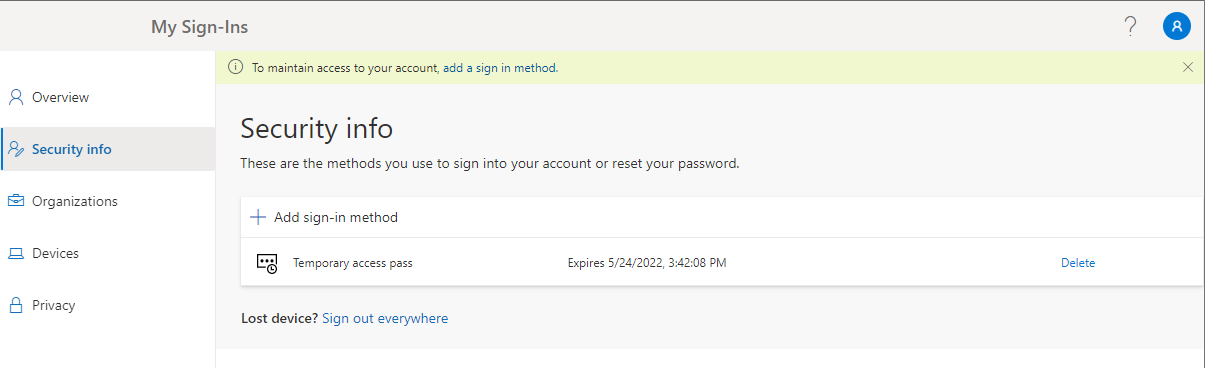 My Sign-Ins
?
To maintain access to your account, add a sign in method.
Overview
Security info
Organizations
Devices
Privacy
Security info
These are the methods you use to sign into your account or reset your password.
Add sign-in method
Temporary access pass Expires 5/24/2022, 3:42:08 PM Delete
Lost device? Sign out everywhere